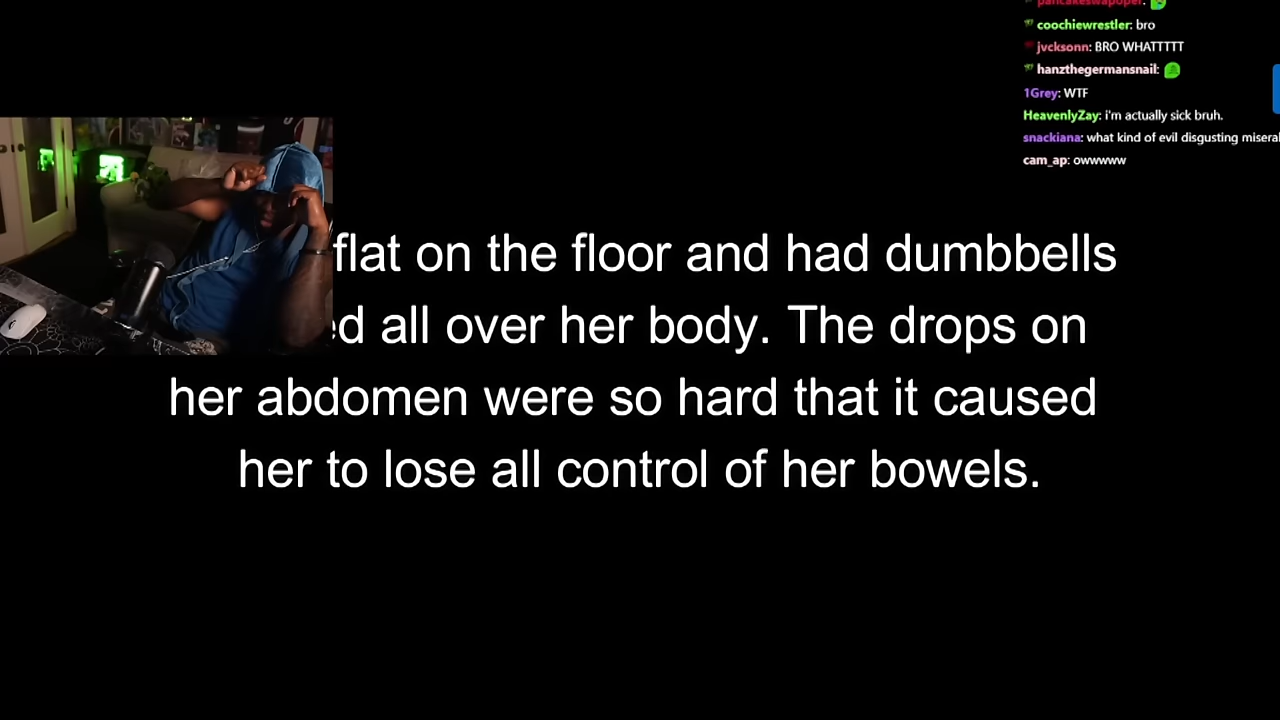 coochiewrestler: bro
jvcksonn: BRO WHATTTTT
hanzthegermansnail:
1Grey: WTF
HeavenlyZay: i'm actually sick bruh.
snackiana: what kind of evil disgusting
cam_ap: owwwww
flat on the floor and had dumbbells
all over her body. The drops on
her abdomen were so hard that it caused
her to lose all control of her bowels.